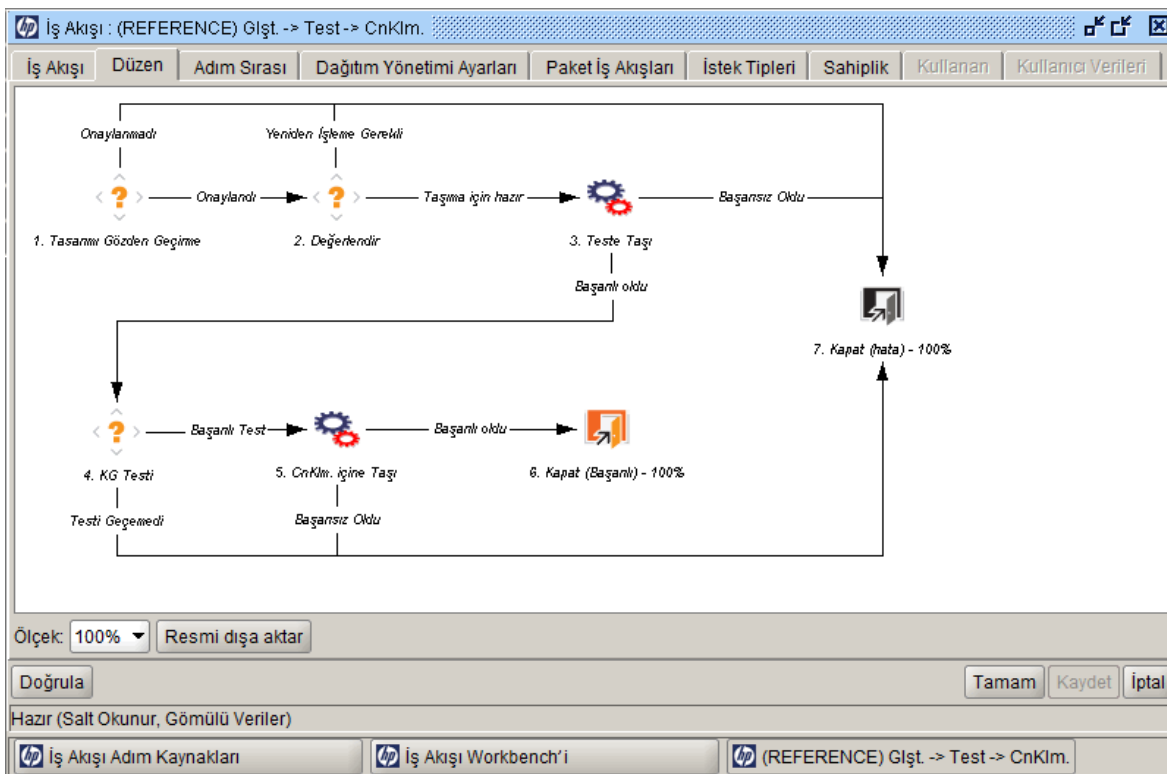 hp İş Akışı : (REFERENCE) Glşt. -> Test -> CnKlm.
İş Akışı Düzen Adım Sırası Dağıtım Yönetimi Ayarları Paket İş Akışları İstek Tipleri Sahiplik Kullanan Kullanıcı Verileri
Onaylanmadı Yeniden İşleme Gerekli
Onaylandı Taşıma için hazır Başarısız Oldu
1. Tasarımı Gözden Geçirme 2. Değerlendir 3. Teste Taşı
Başarılı oldu
7. Kapat (hata) - 100%
Başarılı Test Başarılı oldu
4. KG Testi 5. CnKlm. içine Taşı 6. Kapat (Başarılı) - 100%
Testi Geçemedi Başarısız Oldu
Ölçek: 100% Resmi dışa aktar
Doğrula Tamam Kaydet İptal
Hazır (Salt Okunur, Gömülü Veriler)
hp İş Akışı Adım Kaynakları hp İş Akışı Workbench'i hp (REFERENCE) Glşt. -> Test -> CnKlm.